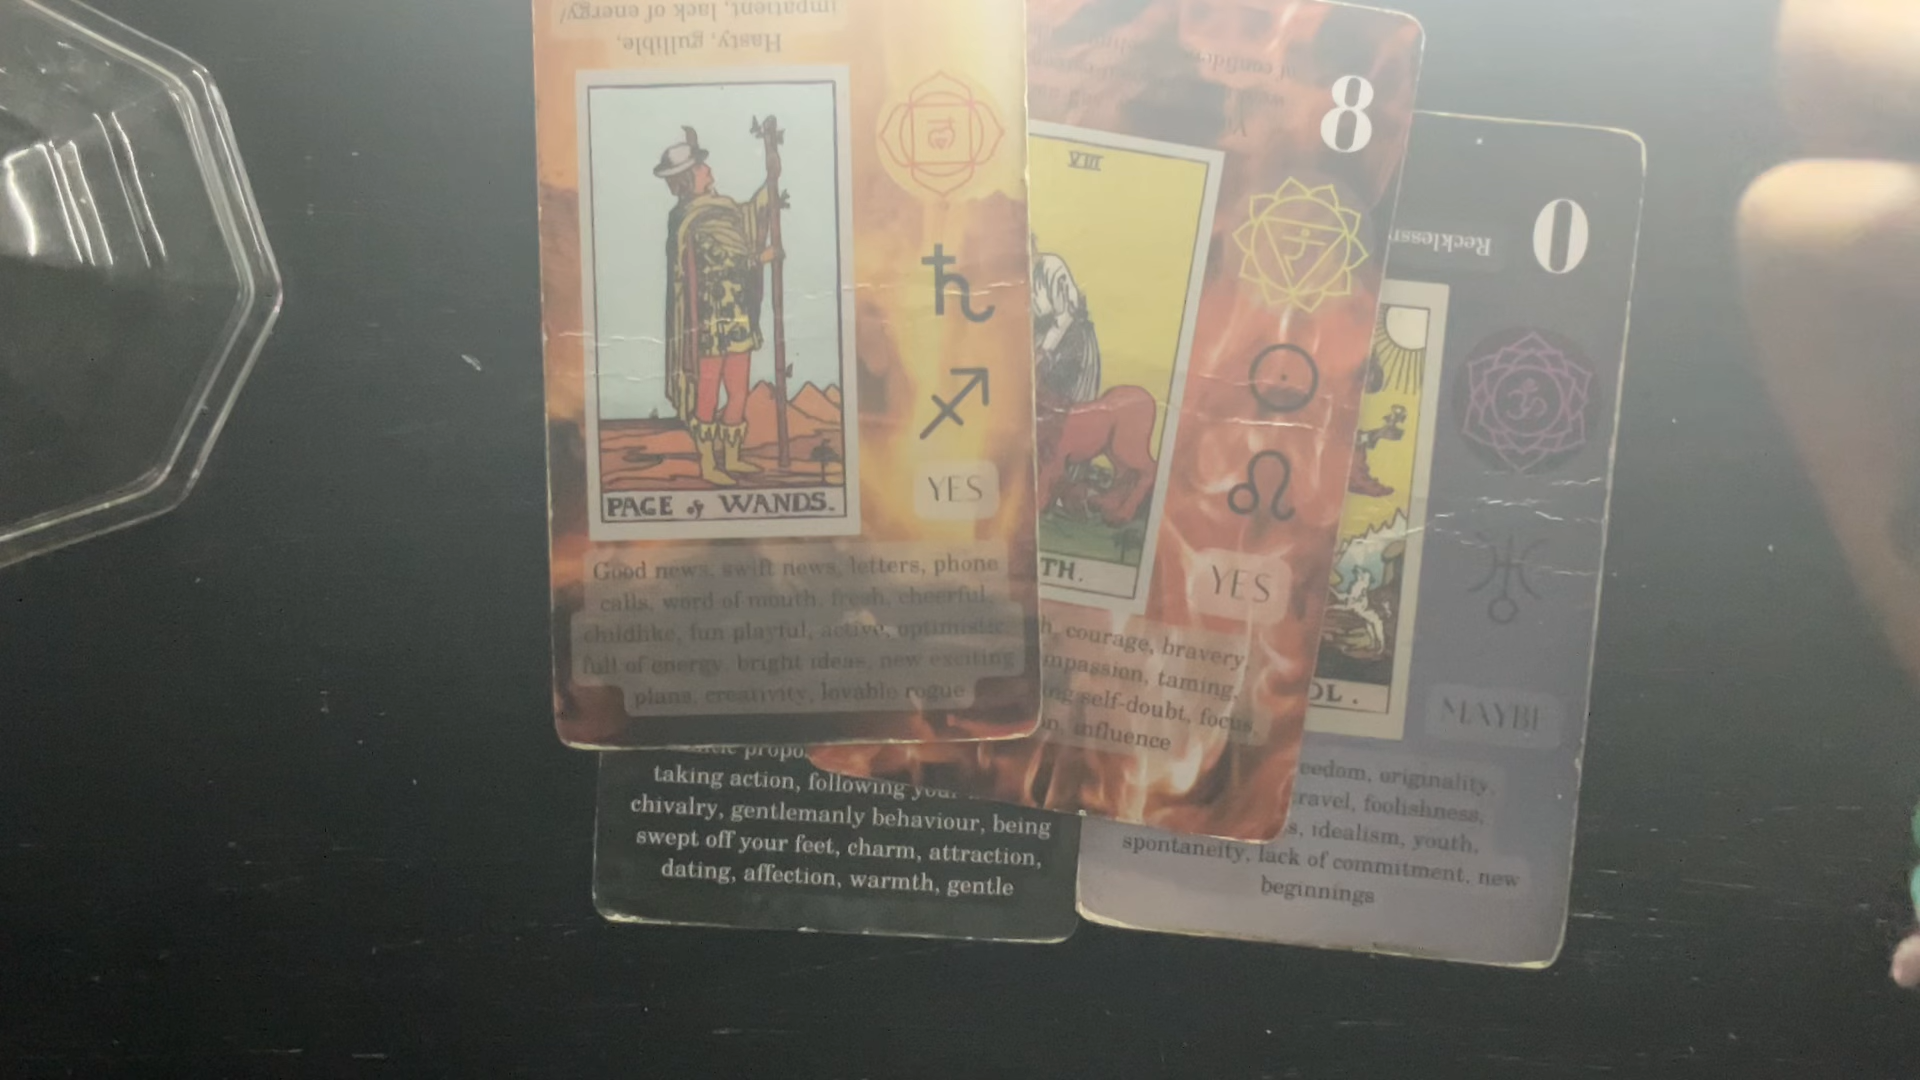 impatient, lack of energy/
Hasty, gullible,
PAGE of WANDS.
YES
Good news, swift news, letters, phone
calls, word of mouth, fresh, cheerful,
childlike, fun playful, active, optimistic,
full of energy, bright ideas, new exciting
plans, creativity, lovable rogue
of confidence
8
VIII
TH.
YES
courage, bravery,
taming,
self-doubt, focus,
influence
0
OL.
MAYBE
originality,
foolishness,
idealism, youth,
spontaneity, lack of commitment, new
beginnings
taking action, following
chivalry, gentlemanly behaviour, being
swept off your feet, charm, attraction,
dating, affection, warmth, gentle